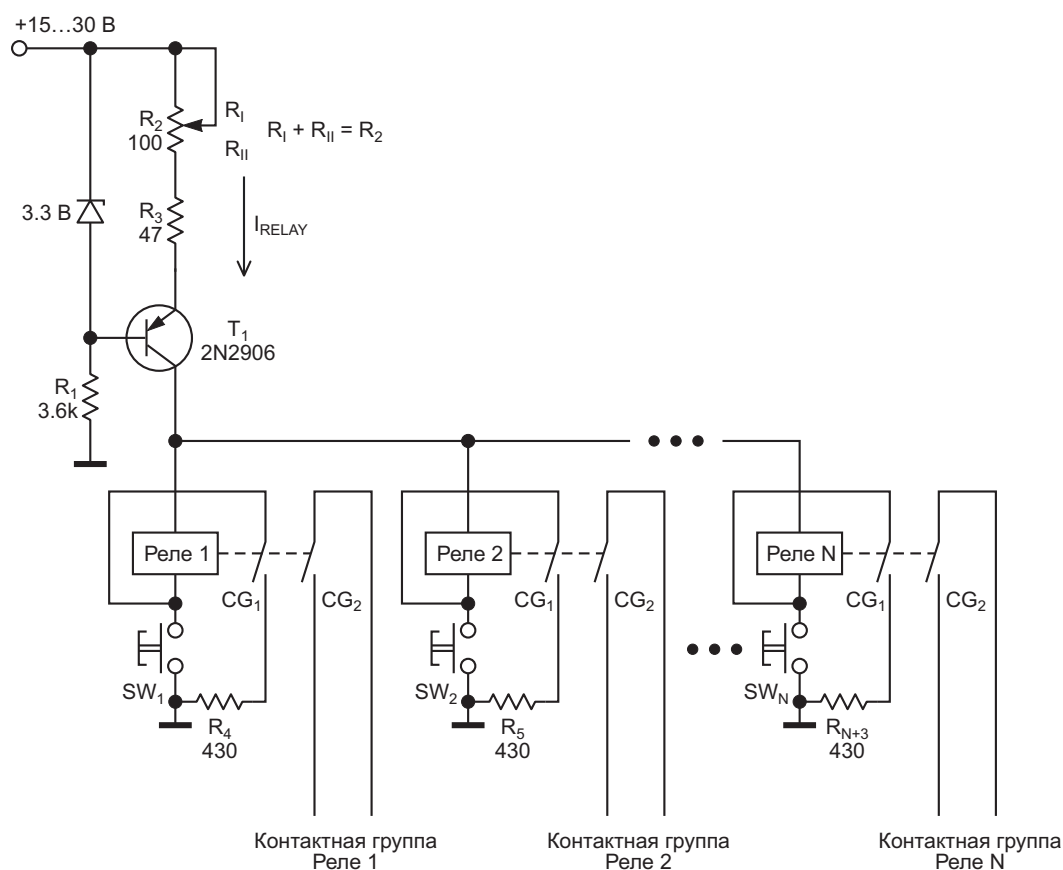 +15…30 В
R2
100
RI
RII
RI + RII = R2
3.3 В
R3
47
IRELAY
T1
2N2906
R1
3.6k
Реле 1
CG1
CG2
SW1
R4
430
Реле 2
CG1
CG2
SW2
R5
430
Реле N
CG1
CG2
SWN
RN+3
430
Контактная группа
Реле 1
Контактная группа
Реле 2
Контактная группа
Реле N